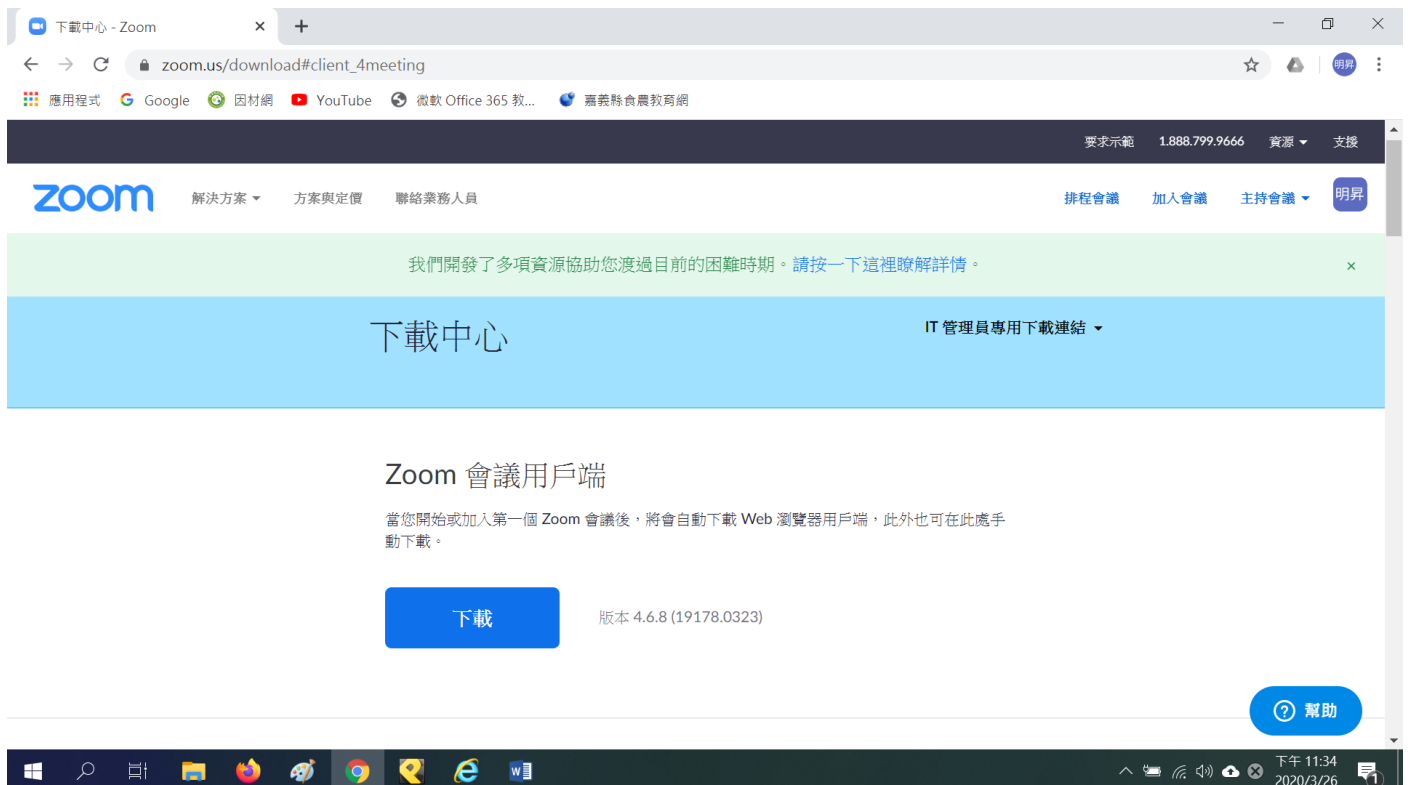 下載中心 - Zoom
zoom.us/download#client_4meeting
明昇
應用程式 Google 因材網 YouTube 微軟 Office 365 教... 嘉義縣食農教育網
要求示範 1.888.799.9666 資源 支援
zoom 解決方案 方案與定價 聯絡業務人員 排程會議 加入會議 主持會議 明昇
我們開發了多項資源協助您渡過目前的困難時期。請按一下這裡瞭解詳情。 ×
下載中心 IT 管理員專用下載連結
Zoom 會議用戶端
當您開始或加入第一個 Zoom 會議後,將會自動下載 Web 瀏覽器用戶端,此外也可在此處手
動下載。
下載 版本 4.6.8 (19178.0323)
? 幫助
下午 11:34
2020/3/26
1